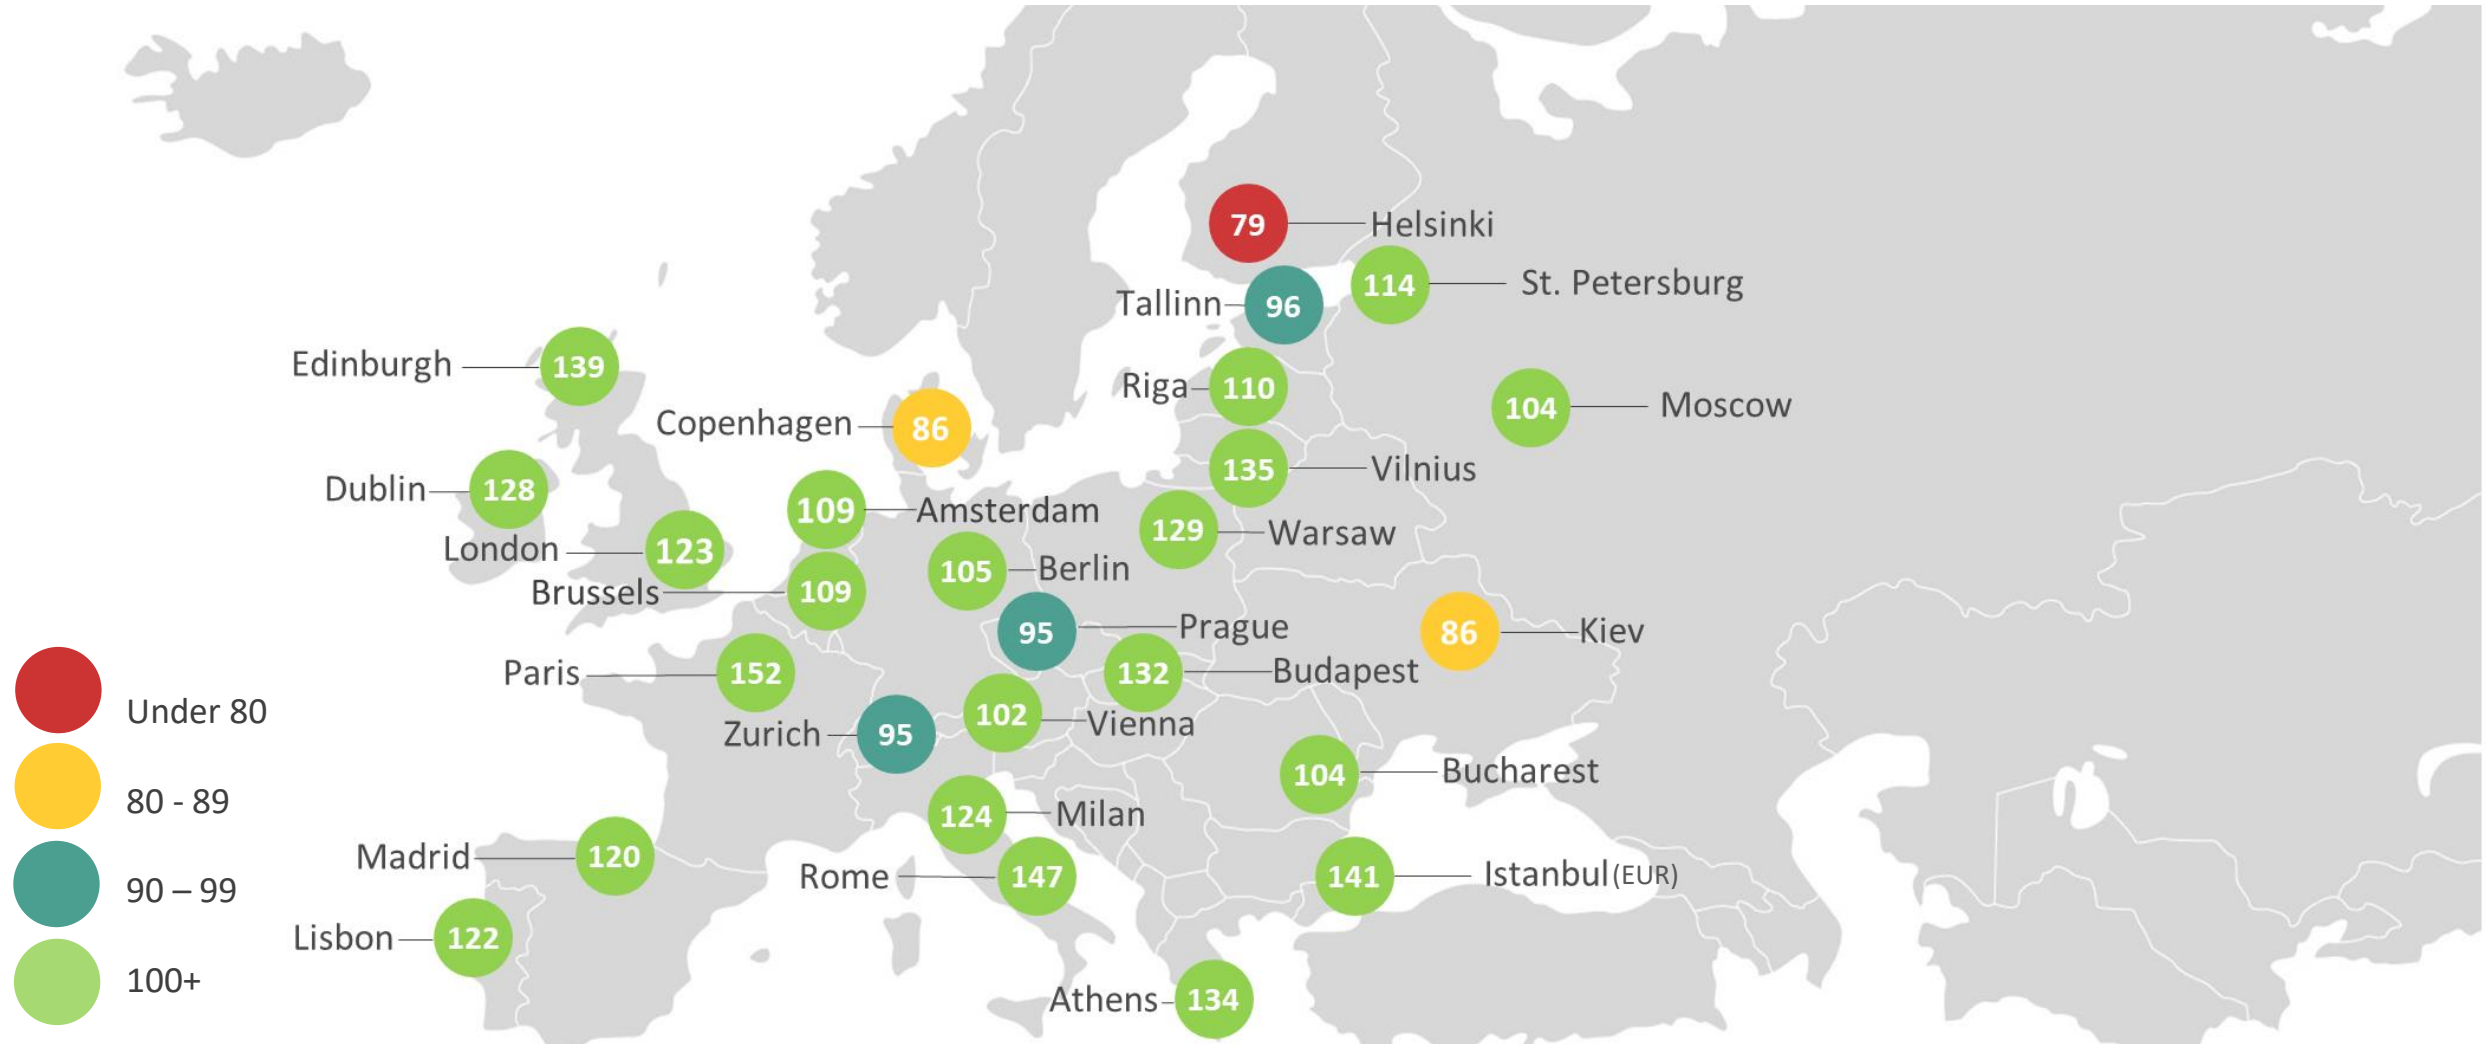 79
Helsinki
114
St. Petersburg
Tallinn
96
Edinburgh
139
Riga
110
104
Moscow
Copenhagen
86
135
Vilnius
Dublin
128
109
Amsterdam
129
Warsaw
London
123
105
Berlin
Brussels
109
95
Prague
86
Kiev
Paris
152
132
Budapest
Under 80
Zurich
95
102
Vienna
104
Bucharest
80 - 89
124
Milan
Madrid
120
Rome
147
141
Istanbul (EUR)
90 – 99
Lisbon
122
100+
Athens
134